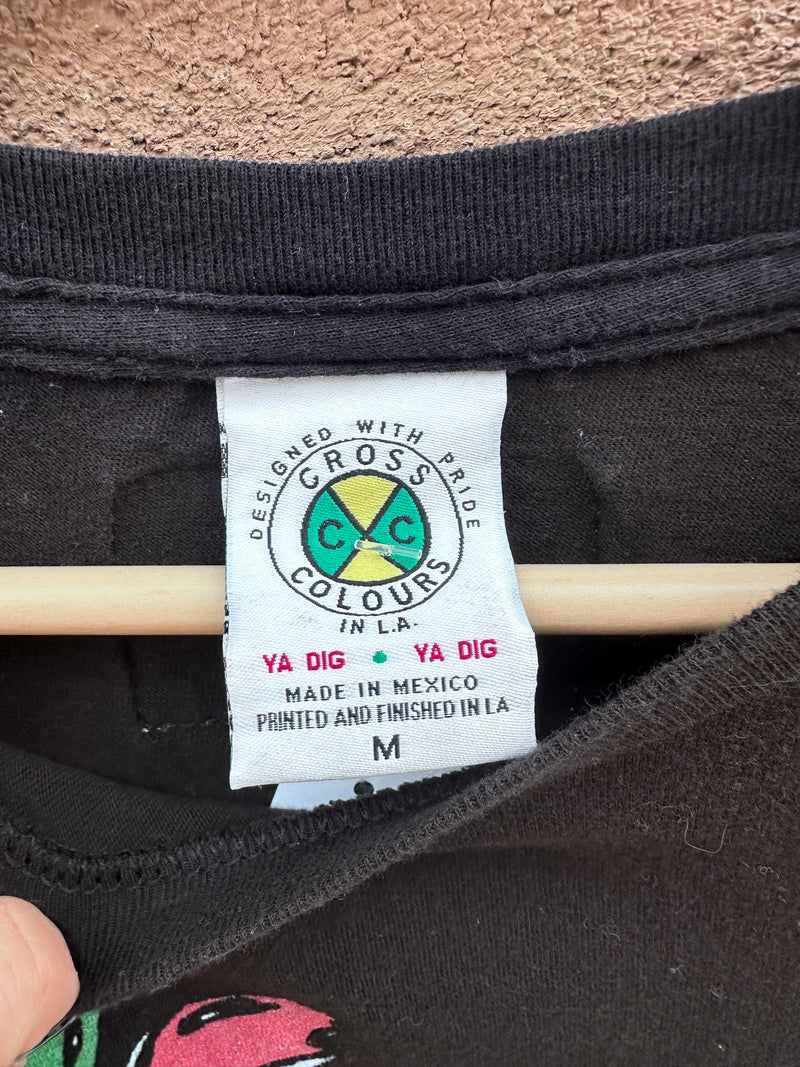 DESIGNED WITH PRIDE
CROSS
C C
COLOURS
IN L.A.
YA DIG • YA DIG
MADE IN MEXICO
PRINTED AND FINISHED IN LA
M